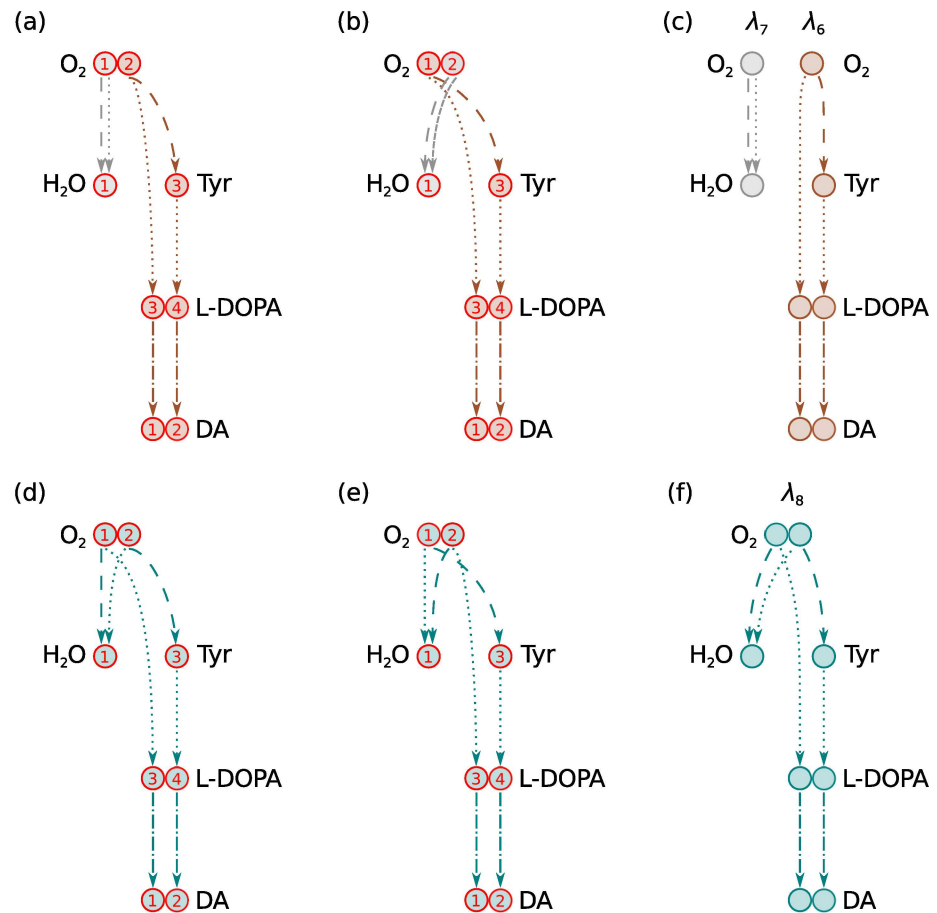 (a)
O₂ 1 2
H₂O 1 3 Tyr
3 4 L-DOPA
1 2 DA
(b)
O₂ 1 2
H₂O 1 3 Tyr
3 4 L-DOPA
1 2 DA
(c) λ₇ λ₆
O₂ O₂
H₂O Tyr
L-DOPA
DA
(d)
O₂ 1 2
H₂O 1 3 Tyr
3 4 L-DOPA
1 2 DA
(e)
O₂ 1 2
H₂O 1 3 Tyr
3 4 L-DOPA
1 2 DA
(f) λ₈
O₂
H₂O Tyr
L-DOPA
DA